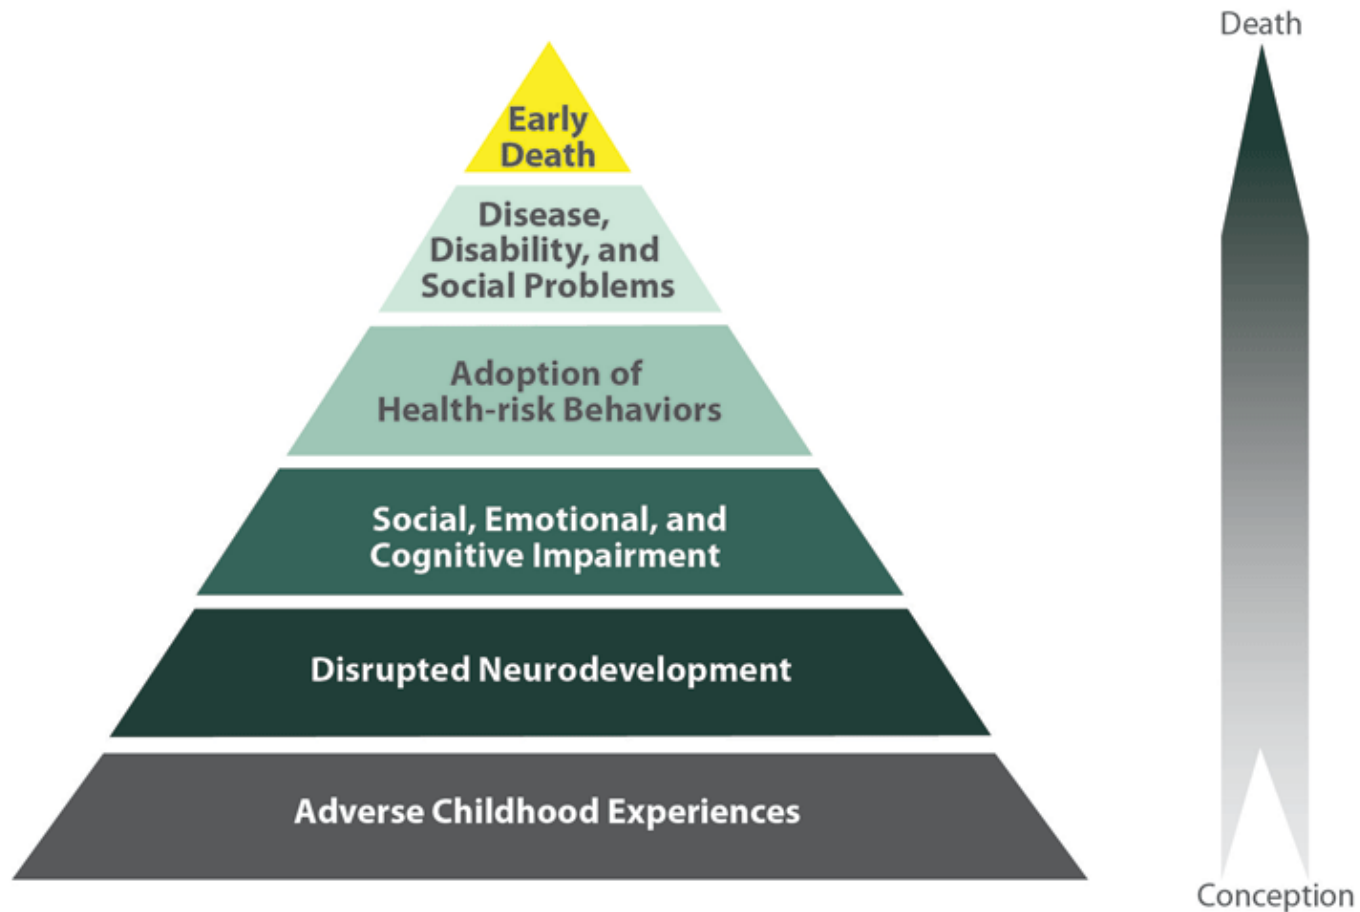 Death
Early
Death
Disease,
Disability, and
Social Problems
Adoption of
Health-risk Behaviors
Social, Emotional, and
Cognitive Impairment
Disrupted Neurodevelopment
Adverse Childhood Experiences
Conception